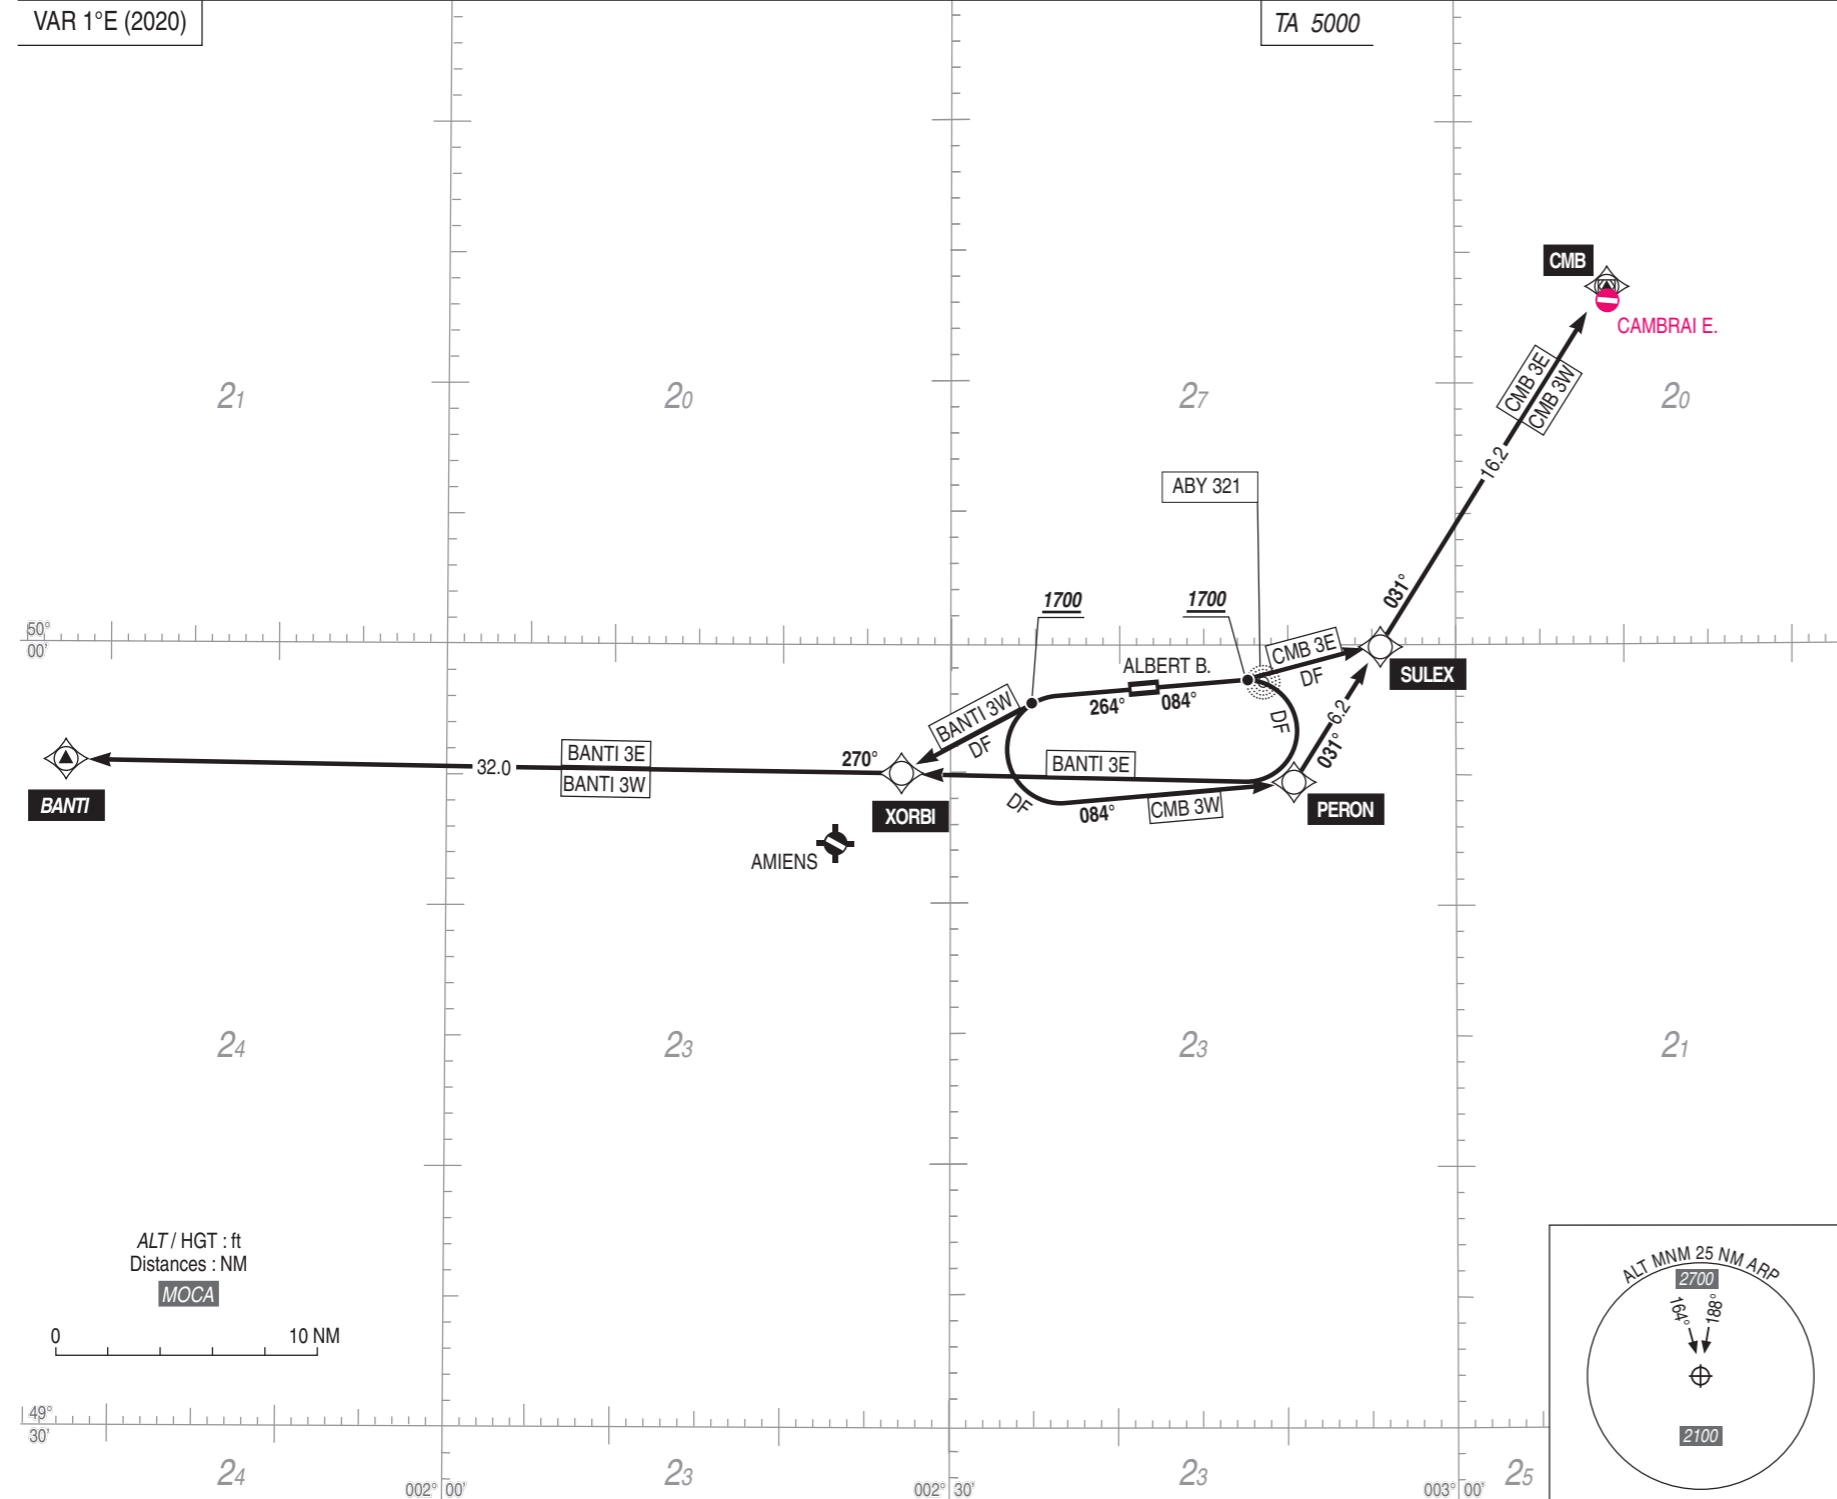 VAR 1°E (2020)
TA 5000
CMB
CAMBRAI E.
21
20
27
20
CMB 3E
CMB 3W
16.2
ABY 321
031°
1700
1700
50°
00'
ALBERT B.
CMB 3E
DF
SULEX
264°
084°
BANTI 3W
DF
DF
6.2
031°
BANTI 3E
32.0
BANTI 3W
270°
BANTI 3E
BANTI
XORBI
DF
084°
CMB 3W
PERON
AMIENS
24
23
23
21
ALT / HGT : ft
Distances : NM
MOCA
0
10 NM
ALT MNM 25 NM ARP
2700
164°
188°
2100
49°
30'
24
23
23
25
002° 00'
002° 30'
003° 00'